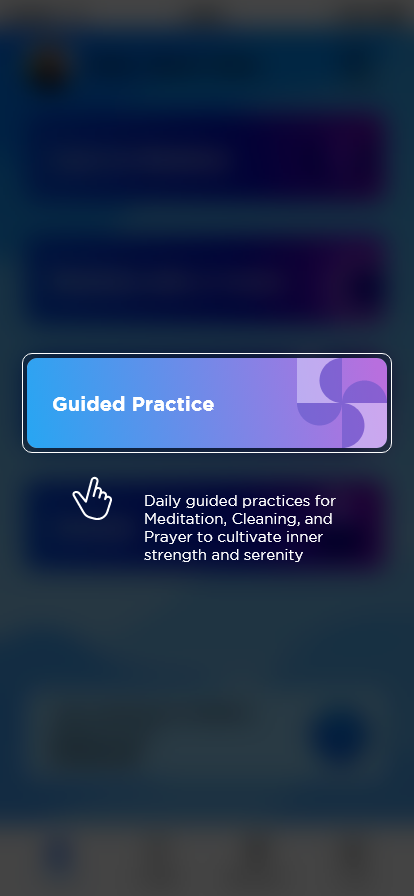 Guided Practice
Daily guided practices for
Meditation, Cleaning, and
Prayer to cultivate inner
strength and serenity